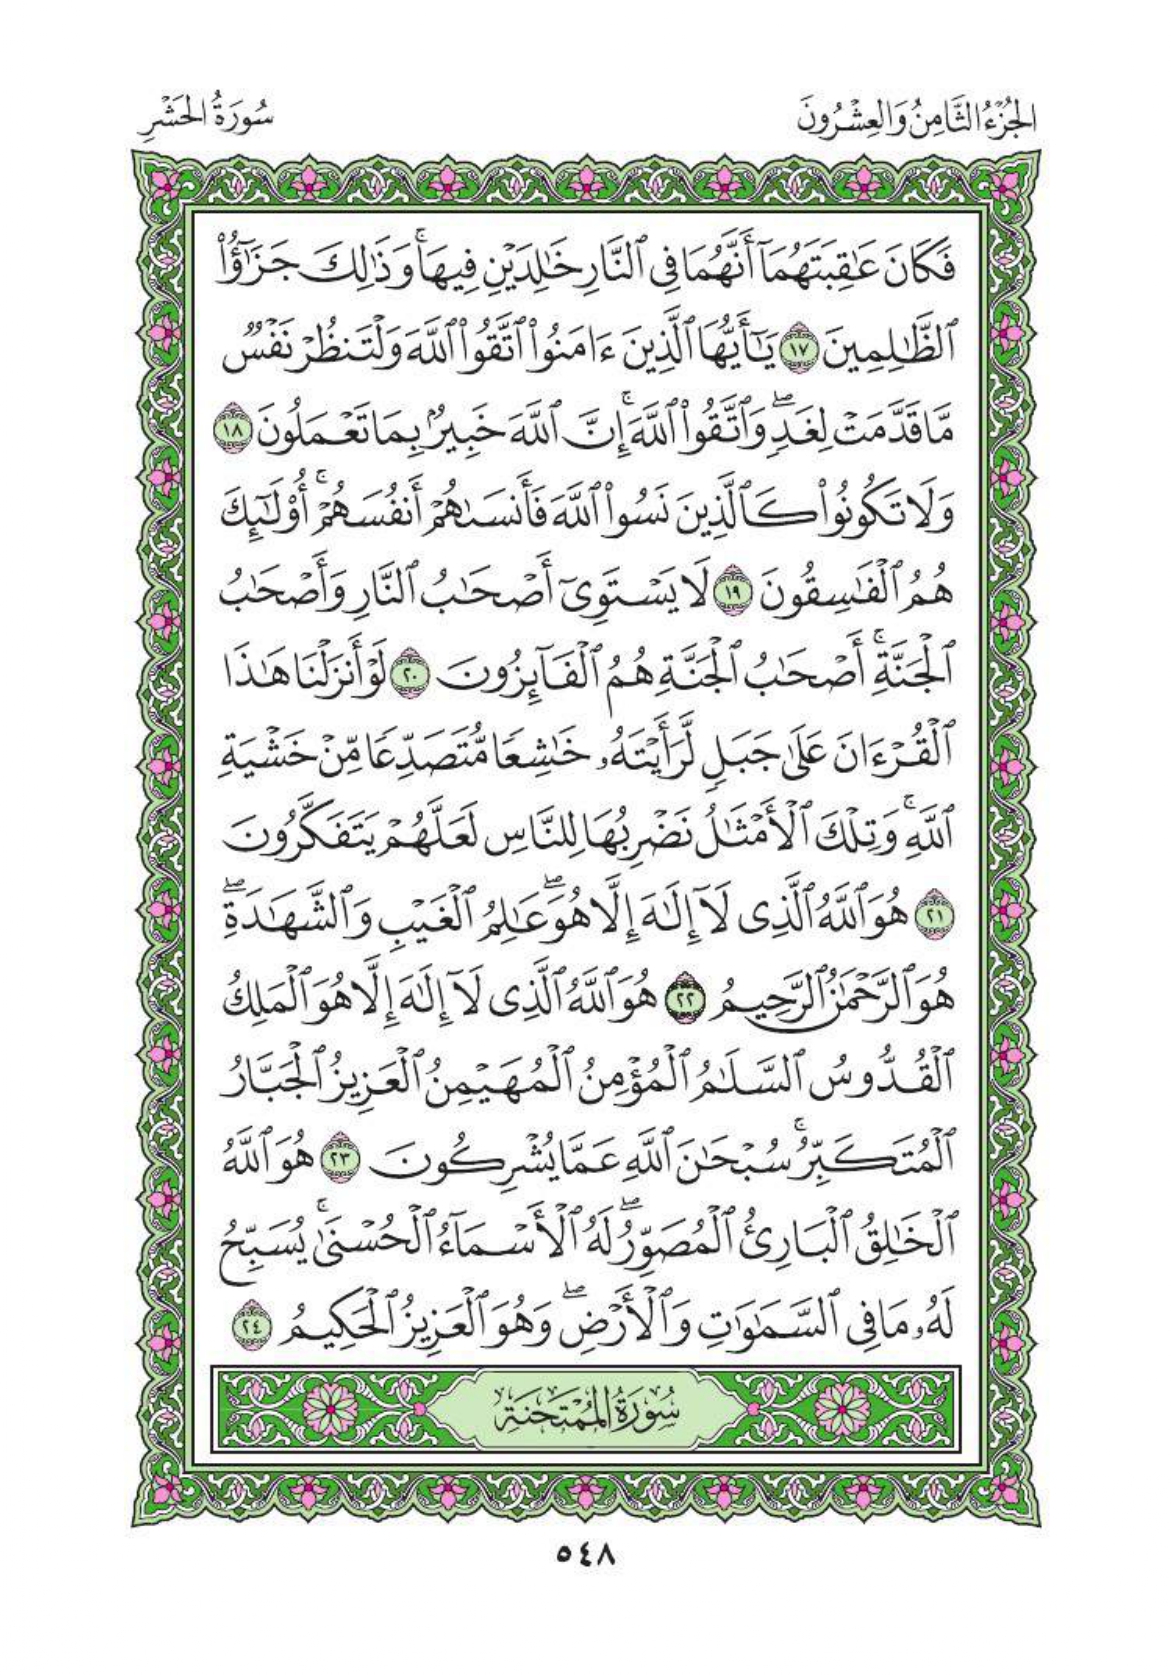 الجُزْءُ الثَّامِنُ وَالعِشْرُونَ
سُورَةُ الحَشْرِ
فَكَانَ عَٰقِبَتَهُمَآ أَنَّهُمَا فِى ٱلنَّارِ خَٰلِدَيْنِ فِيهَاۚ وَذَٰلِكَ جَزَٰٓؤُاْ
ٱلظَّٰلِمِينَ ١٧ يَٰٓأَيُّهَا ٱلَّذِينَ ءَامَنُواْ ٱتَّقُواْ ٱللَّهَ وَلْتَنظُرْ نَفْسٌ
مَّا قَدَّمَتْ لِغَدٍۖ وَٱتَّقُواْ ٱللَّهَۚ إِنَّ ٱللَّهَ خَبِيرٌۢ بِمَا تَعْمَلُونَ ١٨
وَلَا تَكُونُواْ كَٱلَّذِينَ نَسُواْ ٱللَّهَ فَأَنسَىٰهُمْ أَنفُسَهُمْۚ أُوْلَٰٓئِكَ
هُمُ ٱلْفَٰسِقُونَ ١٩ لَا يَسْتَوِىٓ أَصْحَٰبُ ٱلنَّارِ وَأَصْحَٰبُ
ٱلْجَنَّةِۚ أَصْحَٰبُ ٱلْجَنَّةِ هُمُ ٱلْفَآئِزُونَ ٢٠ لَوْ أَنزَلْنَا هَٰذَا
ٱلْقُرْءَانَ عَلَىٰ جَبَلٍ لَّرَأَيْتَهُۥ خَٰشِعًا مُّتَصَدِّعًا مِّنْ خَشْيَةِ
ٱللَّهِۚ وَتِلْكَ ٱلْأَمْثَٰلُ نَضْرِبُهَا لِلنَّاسِ لَعَلَّهُمْ يَتَفَكَّرُونَ
٢١ هُوَ ٱللَّهُ ٱلَّذِى لَآ إِلَٰهَ إِلَّا هُوَۖ عَٰلِمُ ٱلْغَيْبِ وَٱلشَّهَٰدَةِۖ
هُوَ ٱلرَّحْمَٰنُ ٱلرَّحِيمُ ٢٢ هُوَ ٱللَّهُ ٱلَّذِى لَآ إِلَٰهَ إِلَّا هُوَ ٱلْمَلِكُ
ٱلْقُدُّوسُ ٱلسَّلَٰمُ ٱلْمُؤْمِنُ ٱلْمُهَيْمِنُ ٱلْعَزِيزُ ٱلْجَبَّارُ
ٱلْمُتَكَبِّرُۚ سُبْحَٰنَ ٱللَّهِ عَمَّا يُشْرِكُونَ ٢٣ هُوَ ٱللَّهُ
ٱلْخَٰلِقُ ٱلْبَارِئُ ٱلْمُصَوِّرُۖ لَهُ ٱلْأَسْمَآءُ ٱلْحُسْنَىٰۚ يُسَبِّحُ
لَهُۥ مَا فِى ٱلسَّمَٰوَٰتِ وَٱلْأَرْضِۖ وَهُوَ ٱلْعَزِيزُ ٱلْحَكِيمُ ٢٤
سُورَةُ المُمْتَحنَةِ
٥٤٨